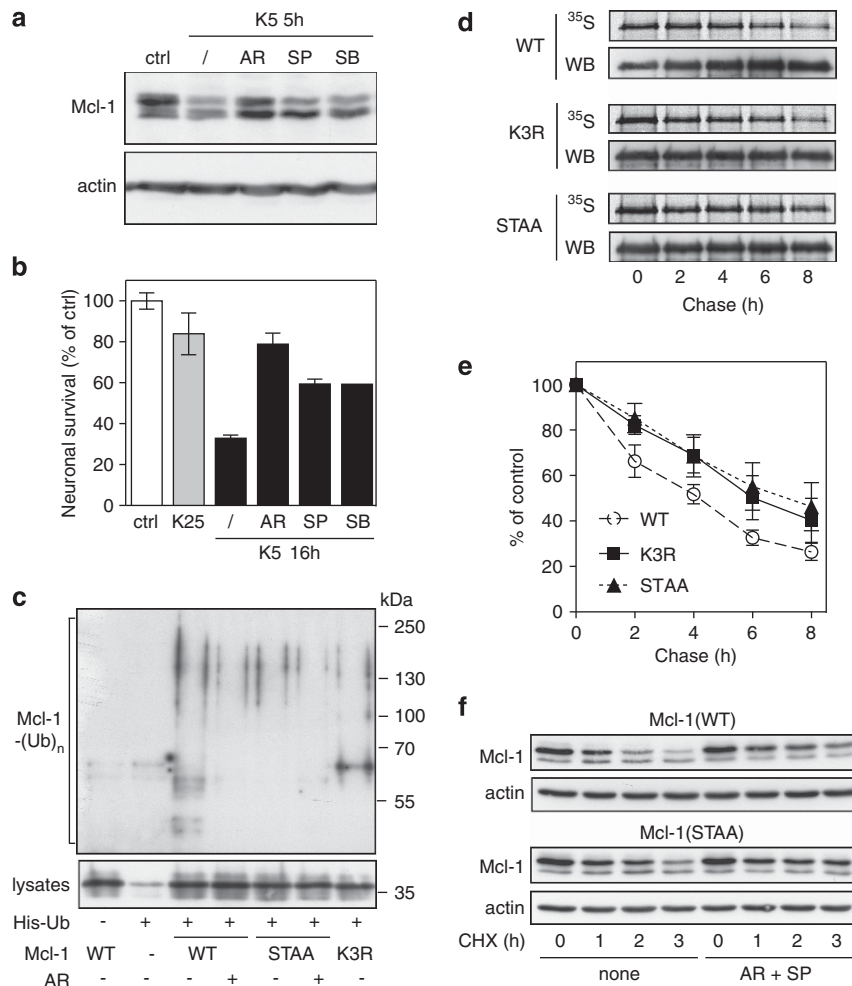 a
K5 5h
ctrl / AR SP SB
Mcl-1
actin
b
Neuronal survival (% of ctrl)
100
80
60
40
20
0
ctrl K25 / AR SP SB
K5 16h
c
kDa
250
130
100
70
55
35
Mcl-1
-(Ub)n
lysates
His-Ub - + + + + + +
Mcl-1 WT - WT STAA K3R
AR - - - + - + -
d
WT
35S
WB
K3R
35S
WB
STAA
35S
WB
0 2 4 6 8
Chase (h)
e
% of control
100
80
60
40
20
0
WT
K3R
STAA
0 2 4 6 8
Chase (h)
f
Mcl-1(WT)
Mcl-1
actin
Mcl-1(STAA)
Mcl-1
actin
CHX (h) 0 1 2 3 0 1 2 3
none AR + SP